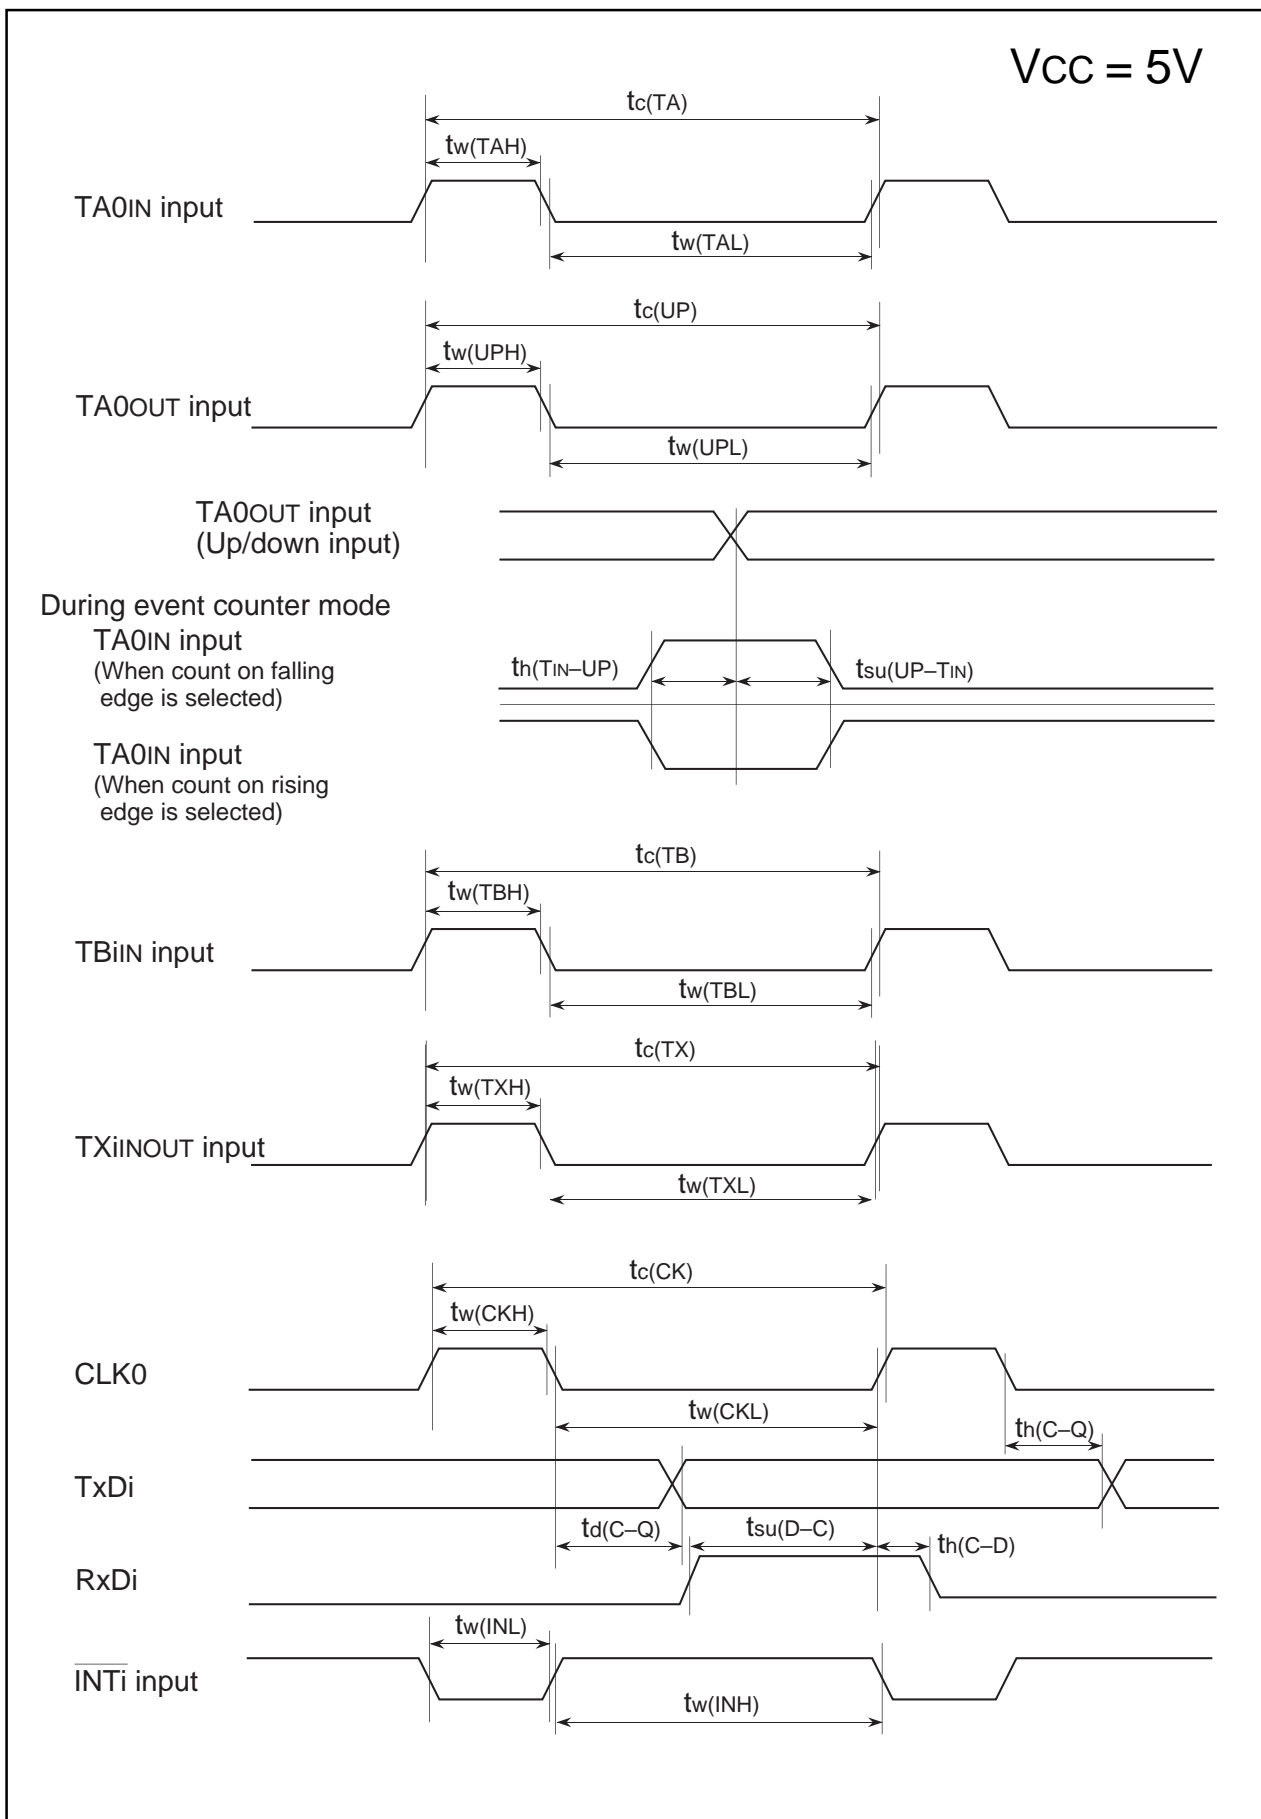 VCC = 5V
tc(TA)
tw(TAH)
TA0IN input
tw(TAL)
tc(UP)
tw(UPH)
TA0OUT input
tw(UPL)
TA0OUT input
(Up/down input)
During event counter mode
TA0IN input
(When count on falling
edge is selected)
th(TIN–UP)
tsu(UP–TIN)
TA0IN input
(When count on rising
edge is selected)
tc(TB)
tw(TBH)
TBiIN input
tw(TBL)
tc(TX)
tw(TXH)
TXiINOUT input
tw(TXL)
tc(CK)
tw(CKH)
CLK0
tw(CKL)
th(C–Q)
TxDi
td(C–Q)
tsu(D–C)
th(C–D)
RxDi
tw(INL)
INTi input
tw(INH)